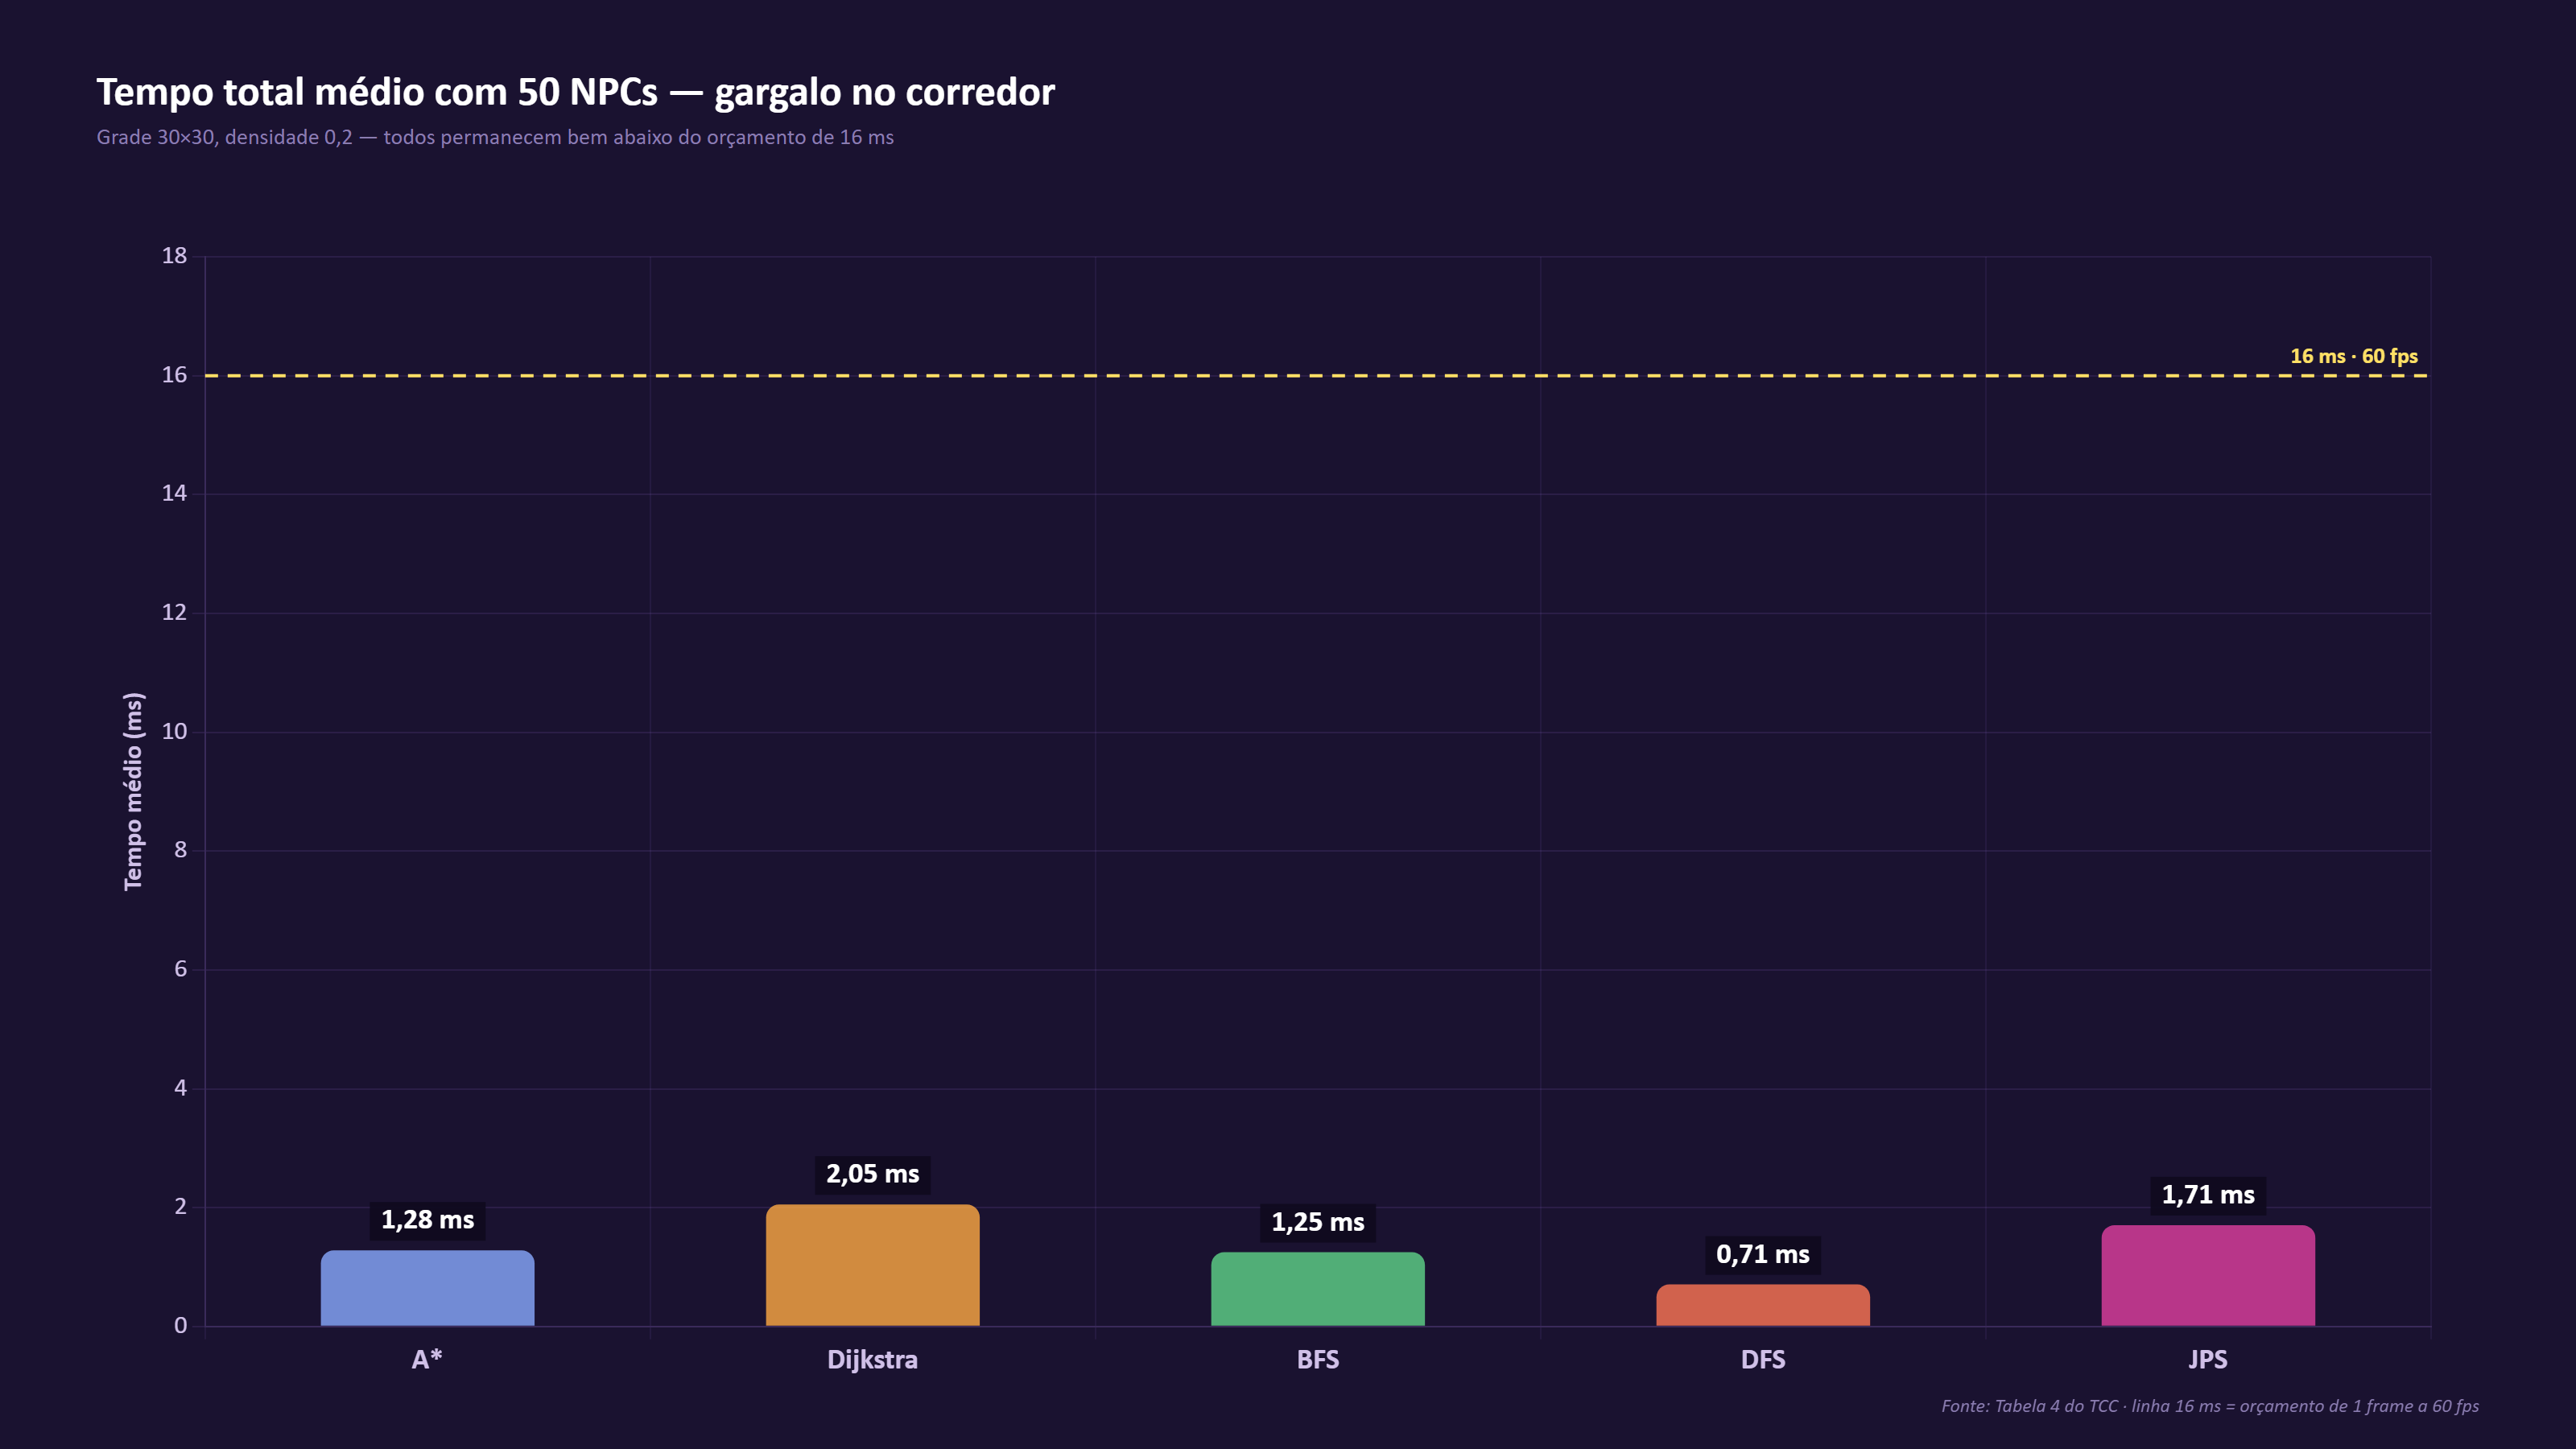 Tempo total médio com 50 NPCs — gargalo no corredor
Grade 30×30, densidade 0,2 — todos permanecem bem abaixo do orçamento de 16 ms
18
16 ms · 60 fps
16
14
12
10
8
6
4
2
0
Tempo médio (ms)
1,28 ms
2,05 ms
1,25 ms
0,71 ms
1,71 ms
A*
Dijkstra
BFS
DFS
JPS
Fonte: Tabela 4 do TCC · linha 16 ms = orçamento de 1 frame a 60 fps